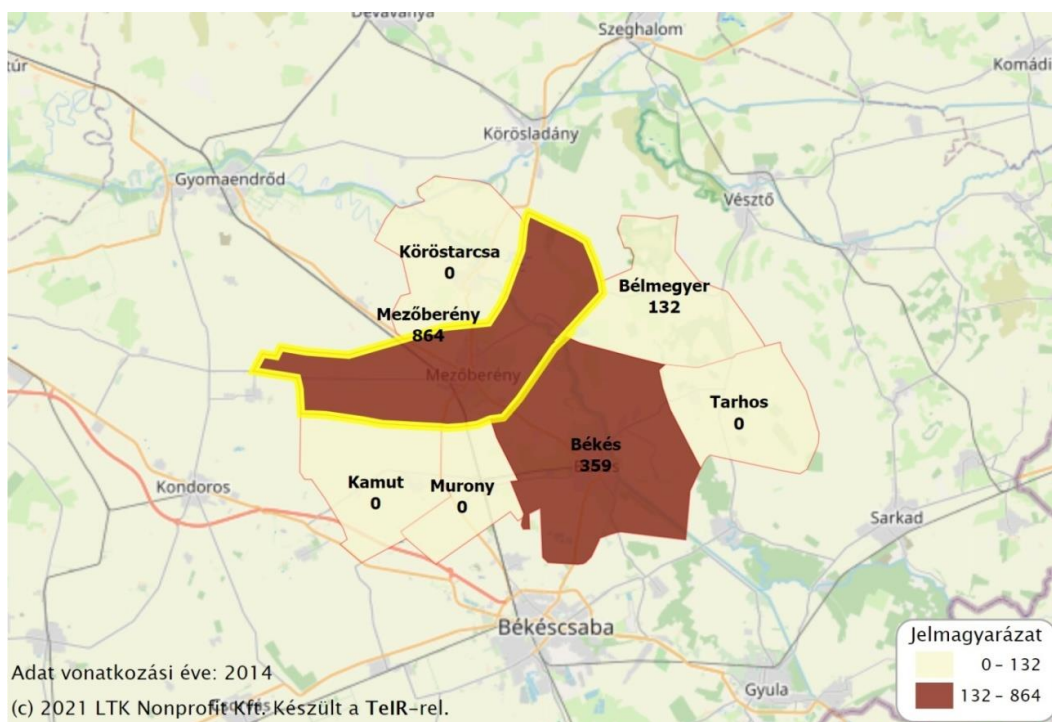 Dévaványa
Szeghalom
Komádi
túr
Körösladány
Gyomaendrőd
Vésztő
Köröstarcsa
0
Bélmegyer
132
Mezőberény
864
Mezőberény
Tarhos
0
Békés
359
Kamut
0
Murony
0
Kondoros
Sarkad
Békéscsaba
Gyula
Jelmagyarázat
0 - 132
132 - 864
Adat vonatkozási éve: 2014
(c) 2021 LTK Nonprofit Kft. Készült a TeIR-rel.